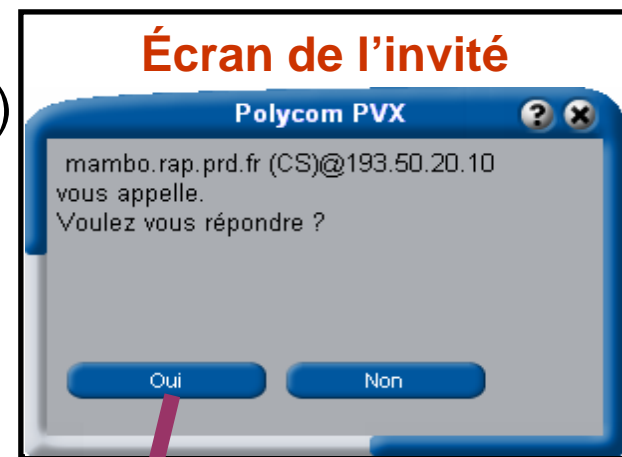 Écran de l’invité
)
Polycom PVX ?
mambo.rap.prd.fr (CS)@193.50.20.10
vous appelle.
Voulez vous répondre ?
Oui Non